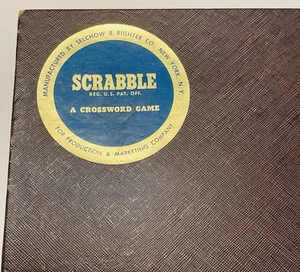 MANUFACTURED BY SELCHOW & RIGHTER CO. NEW YORK, N.Y.
SCRABBLE
REG. U.S. PAT. OFF.
A CROSSWORD GAME
FOR PRODUCTION & MARKETING COMPANY